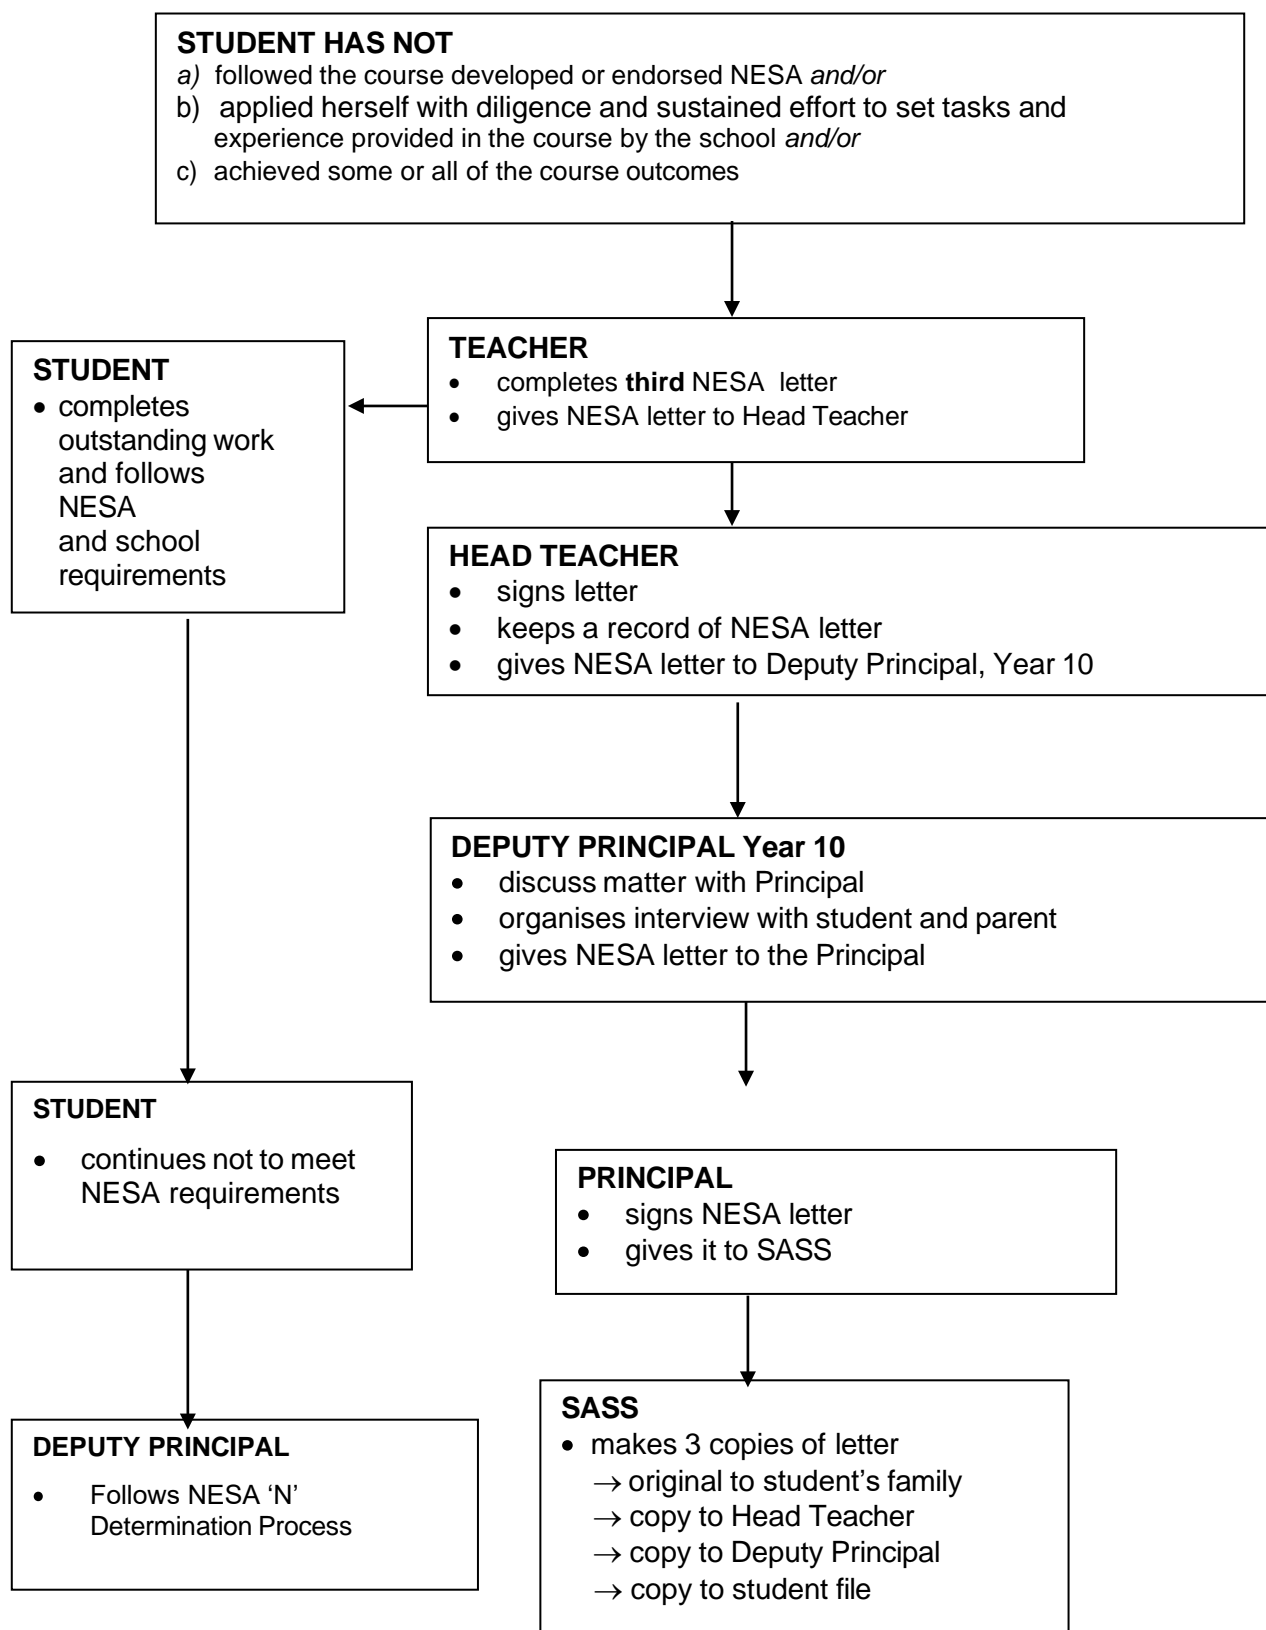 STUDENT HAS NOT
a) followed the course developed or endorsed NESA and/or
b) applied herself with diligence and sustained effort to set tasks and
experience provided in the course by the school and/or
c) achieved some or all of the course outcomes
TEACHER
• completes third NESA letter
• gives NESA letter to Head Teacher
STUDENT
• completes
outstanding work
and follows
NESA
and school
requirements
HEAD TEACHER
• signs letter
• keeps a record of NESA letter
• gives NESA letter to Deputy Principal, Year 10
DEPUTY PRINCIPAL Year 10
• discuss matter with Principal
• organises interview with student and parent
• gives NESA letter to the Principal
STUDENT
• continues not to meet
NESA requirements
PRINCIPAL
• signs NESA letter
• gives it to SASS
DEPUTY PRINCIPAL
• Follows NESA ‘N’
Determination Process
SASS
• makes 3 copies of letter
→ original to student’s family
→ copy to Head Teacher
→ copy to Deputy Principal
→ copy to student file